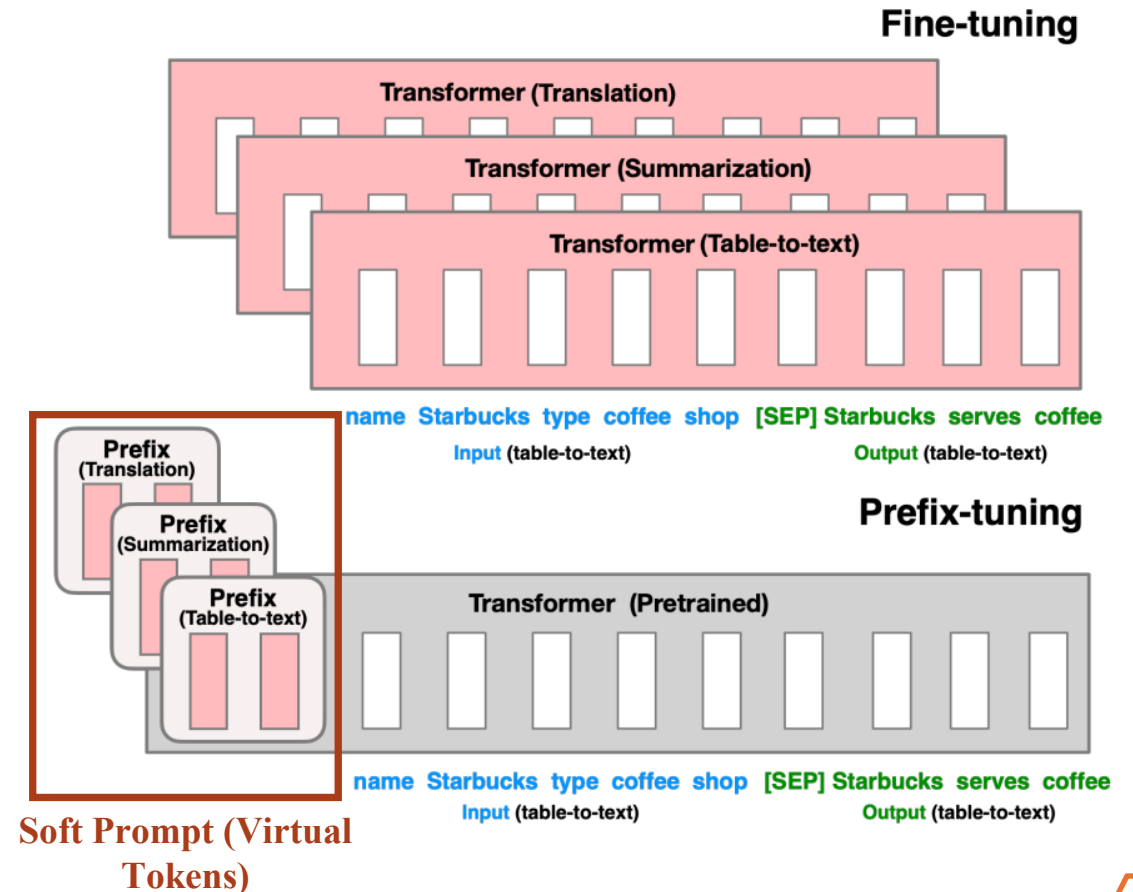 Fine-tuning
Transformer (Translation)
Transformer (Summarization)
Transformer (Table-to-text)
name Starbucks type coffee shop [SEP] Starbucks serves coffee
Input (table-to-text) Output (table-to-text)
Prefix-tuning
Prefix
(Translation)
Prefix
(Summarization)
Prefix
(Table-to-text)
Transformer (Pretrained)
name Starbucks type coffee shop [SEP] Starbucks serves coffee
Input (table-to-text) Output (table-to-text)
Soft Prompt (Virtual
Tokens)